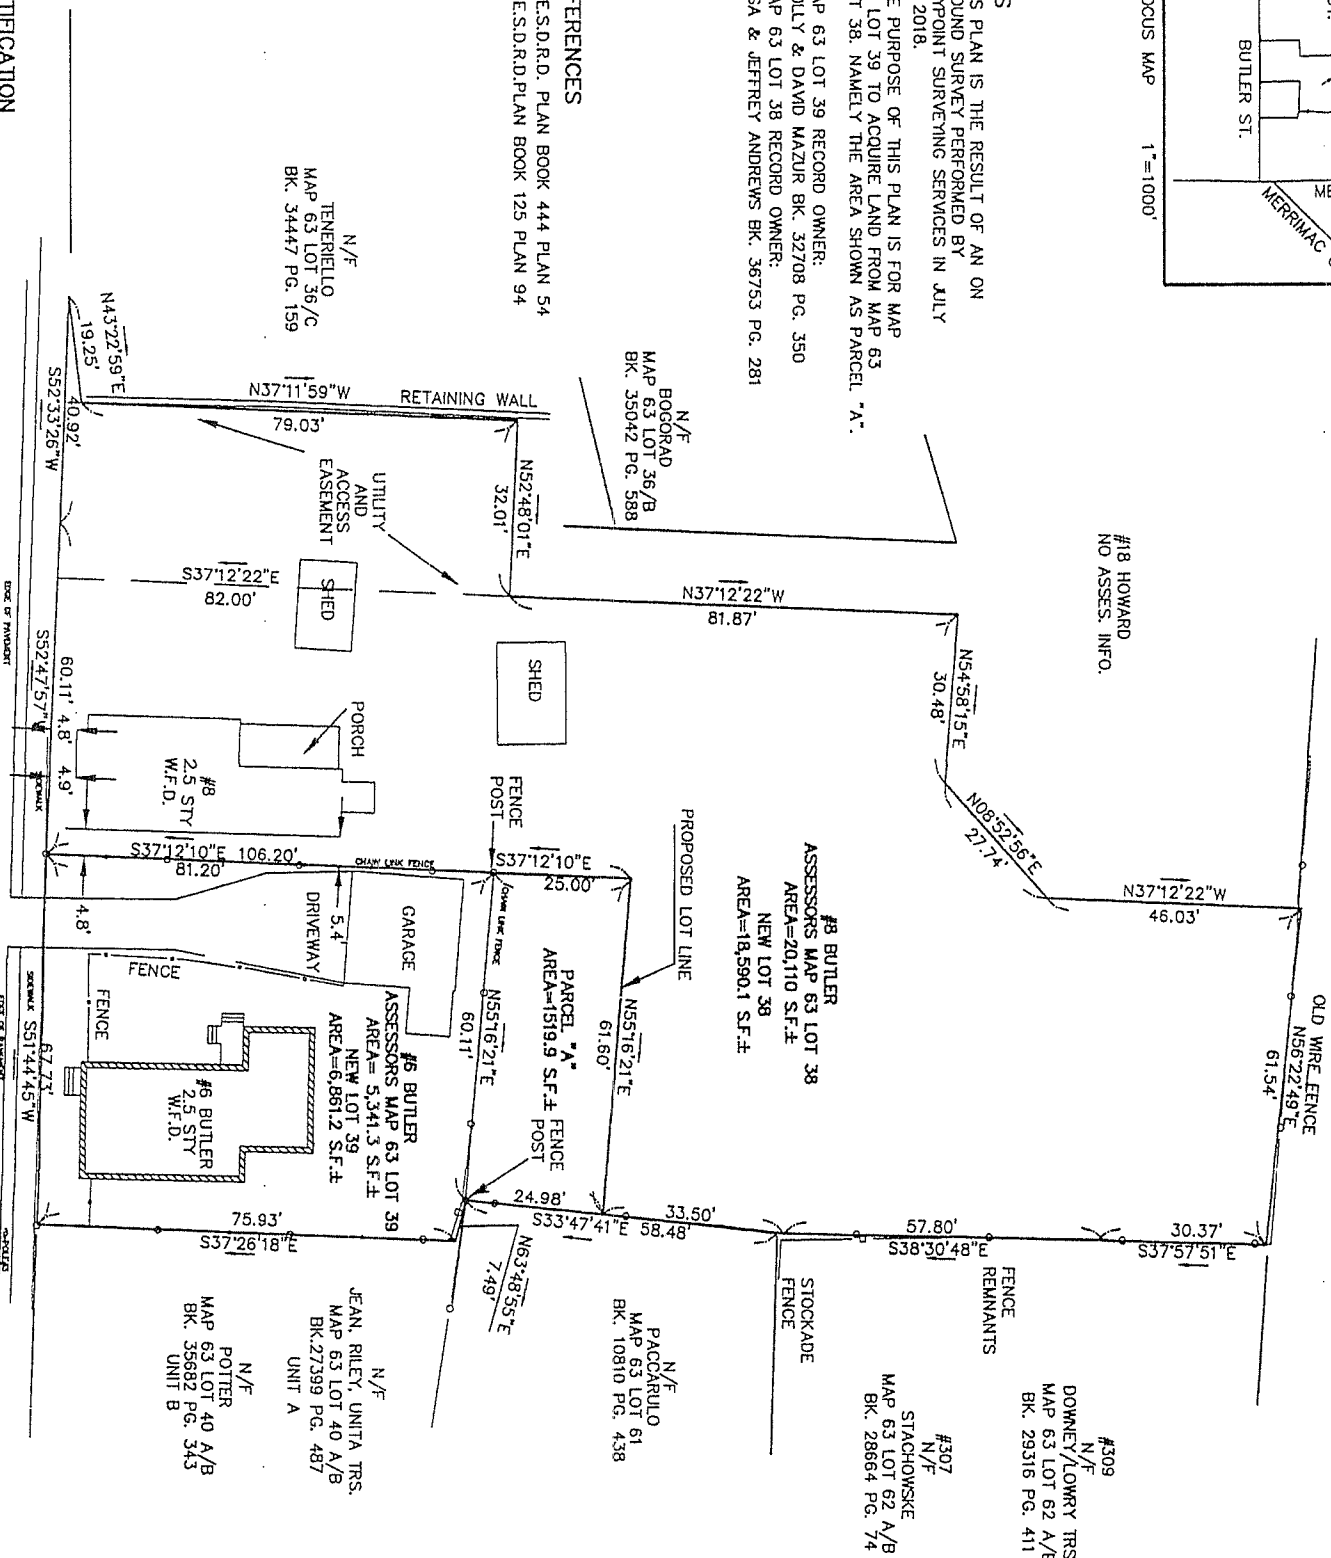 BUTLER ST.
MERRIMAC
OCUS MAP 1"=1000'
S PLAN IS THE RESULT OF AN ON
OUND SURVEY PERFORMED BY
YPOINT SURVEYING SERVICES IN JULY
2018.
E PURPOSE OF THIS PLAN IS FOR MAP
LOT 39 TO ACQUIRE LAND FROM MAP 63
T 38. NAMELY THE AREA SHOWN AS PARCEL "A".
AP 63 LOT 39 RECORD OWNER:
OLLY & DAVID MAZUR BK. 32708 PG. 350
AP 63 LOT 38 RECORD OWNER:
SA & JEFFREY ANDREWS BK. 36753 PG. 281
FERENCES
E.S.D.R.D. PLAN BOOK 444 PLAN 54
E.S.D.R.D.PLAN BOOK 125 PLAN 94
TIFICATION
N/F
TENERIELLO
MAP 63 LOT 36/C
BK. 34447 PG. 159
N/F
BOGORAD
MAP 63 LOT 36/B
BK. 35042 PG. 588
#18 HOWARD
NO ASSES. INFO.
N43°22'59"E
19.25'
40.92'
S52°33'26"W
N37°11'59"W
79.03'
RETAINING WALL
UTILITY
AND
ACCESS
EASEMENT
N52°48'01"E
32.01'
S37°12'22"E
82.00'
SHED
SHED
N37°12'22"W
81.87'
N54°58'15"E
30.48'
N08°52'56"E
27.74'
N37°12'22"W
46.03'
OLD WIRE FENCE
N56°22'49"E
61.54'
60.11'
S52°47'57"W
4.8'
4.9'
EDGE OF PAVEMENT
SIDEWALK
PORCH
#8
2.5 STY
W.F.D.
FENCE
POST
PROPOSED LOT LINE
S37°12'10"E 106.20'
81.20'
CHAIN LINK FENCE
S37°12'10"E
25.00'
#8 BUTLER
ASSESSORS MAP 63 LOT 38
AREA=20,110 S.F.±
NEW LOT 38
AREA=18,590.1 S.F.±
4.8'
5.4'
DRIVEWAY
GARAGE
CHAIN LINK FENCE
N55°16'21"E
60.11'
PARCEL "A"
AREA=1519.9 S.F.±
N55°16'21"E
61.60'
FENCE
FENCE
#6 BUTLER
ASSESSORS MAP 63 LOT 39
AREA= 5,341.3 S.F.±
NEW LOT 39
AREA=6,861.2 S.F.±
#6 BUTLER
2.5 STY
W.F.D.
FENCE
POST
SIDEWALK
67.73'
S51°44'45"W
75.93'
S37°26'18"E
24.98'
33.50'
S33°47'41"E
58.48'
57.80'
S38°30'48"E
30.37'
S37°57'51"E
N63°48'55"E
7.49'
STOCKADE
FENCE
FENCE
REMNANTS
N/F
JEAN, RILEY, UNITA TRS.
MAP 63 LOT 40 A/B
BK.27399 PG. 487
UNIT A
N/F
POTTER
MAP 63 LOT 40 A/B
BK. 35682 PG. 343
UNIT B
N/F
PACCARULO
MAP 63 LOT 61
BK. 10810 PG. 438
#307
N/F
STACHOWSKE
MAP 63 LOT 62 A/B
BK. 28664 PG. 74
#309
N/F
DOWNEY/LOWRY TRS
MAP 63 LOT 62 A/B
BK. 29316 PG. 411